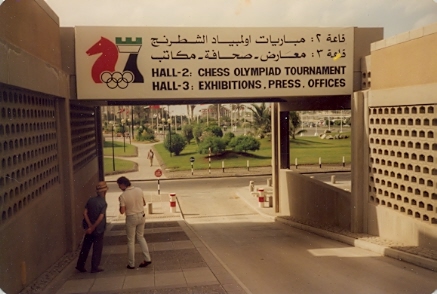 قاعة ٢: مباريات اولمبياد الشطرنج
قاعة ٣: معارض - صحافة - مكاتب
HALL-2: CHESS OLYMPIAD TOURNAMENT
HALL-3: EXHIBITIONS, PRESS, OFFICES